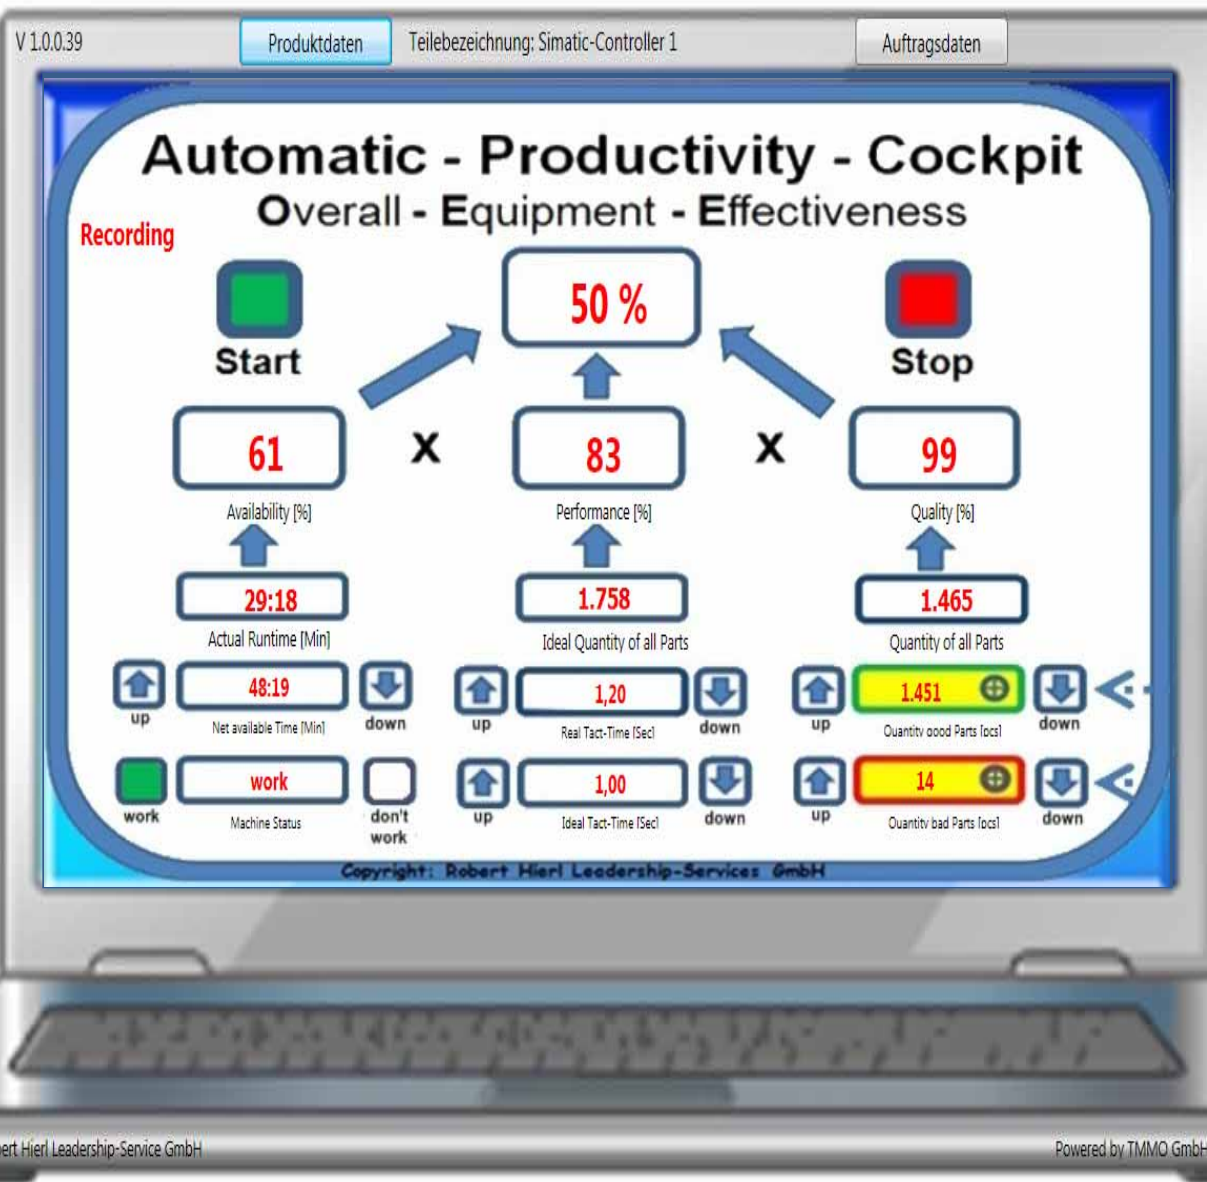 V 1.0.0.39
Produktdaten
Teilebezeichnung: Simatic-Controller 1
Auftragsdaten
Automatic - Productivity - Cockpit
Overall - Equipment - Effectiveness
Recording
50 %
Start
Stop
61
X
83
X
99
Availability [%]
Performance [%]
Quality [%]
29:18
1.758
1.465
Actual Runtime [Min]
Ideal Quantity of all Parts
Quantity of all Parts
up
48:19
down
up
1,20
down
up
1.451
down
Net available Time [Min]
Real Tact-Time [Sec]
Quantity good Parts [pcs]
work
work
don't work
up
1,00
down
up
14
down
Machine Status
Ideal Tact-Time [Sec]
Quantity bad Parts [pcs]
Copyright: Robert Hierl Leadership-Services GmbH
ert Hierl Leadership-Service GmbH
Powered by TMMO GmbH